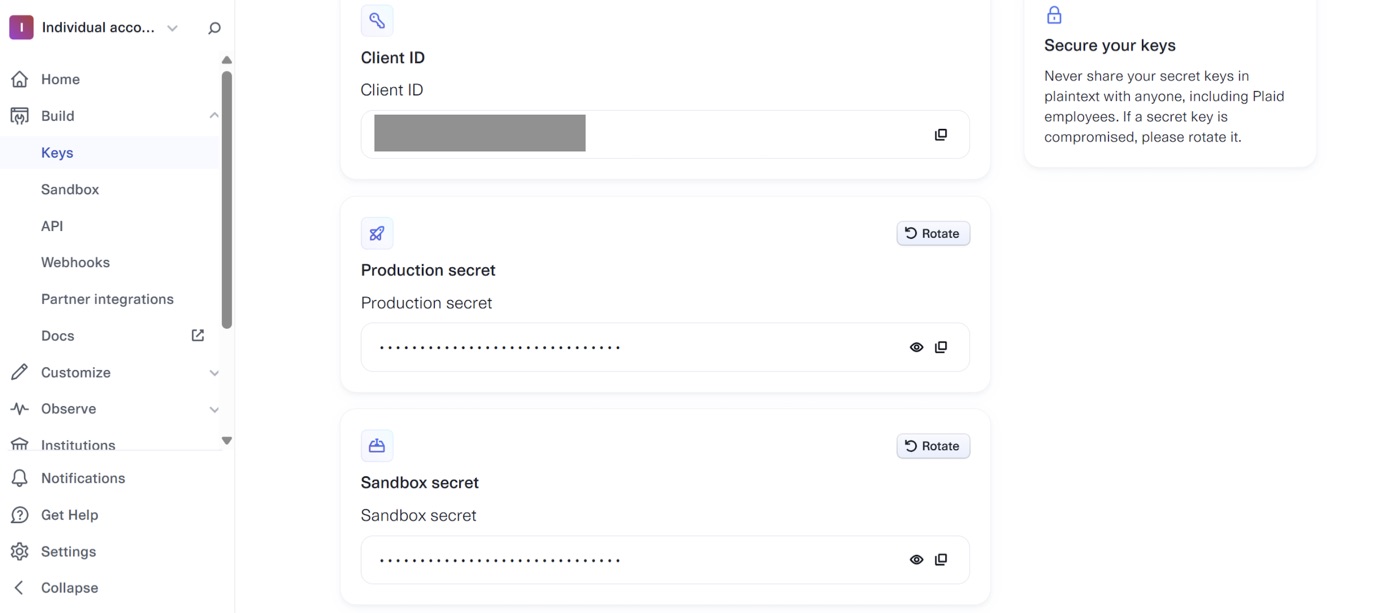 I
Individual acco...
Home
Build
Keys
Sandbox
API
Webhooks
Partner integrations
Docs
Customize
Observe
Institutions
Notifications
Get Help
Settings
Collapse
Client ID
Client ID
Rotate
Production secret
Production secret
••••••••••••••••••••••••••••••
Rotate
Sandbox secret
Sandbox secret
••••••••••••••••••••••••••••••
Secure your keys
Never share your secret keys in
plaintext with anyone, including Plaid
employees. If a secret key is
compromised, please rotate it.